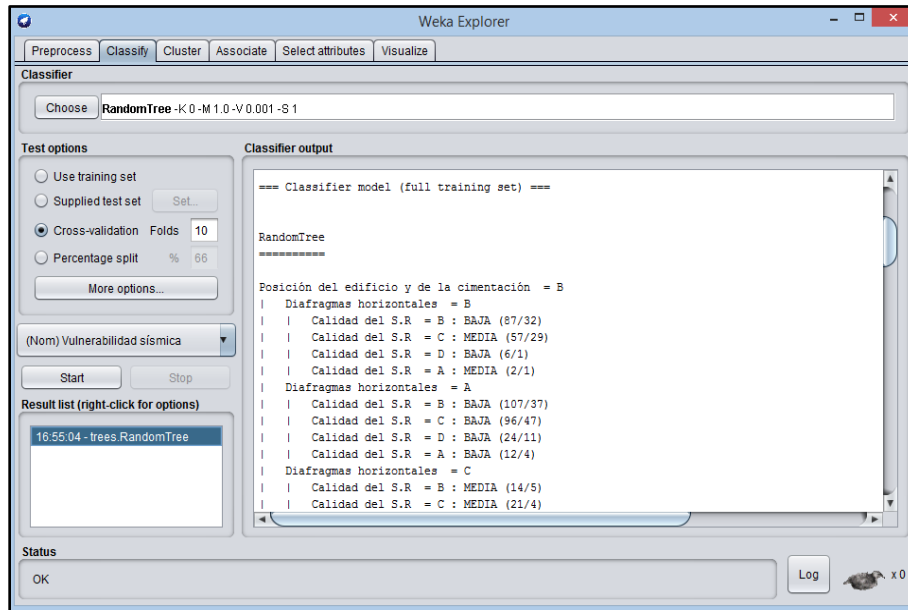 Weka Explorer
Preprocess Classify Cluster Associate Select attributes Visualize
Classifier
Choose RandomTree -K 0 -M 1.0 -V 0.001 -S 1
Test options
Use training set
Supplied test set Set...
Cross-validation Folds 10
Percentage split % 66
More options...
(Nom) Vulnerabilidad sísmica
Start Stop
Result list (right-click for options)
16:55:04 - trees.RandomTree
Classifier output
=== Classifier model (full training set) ===
RandomTree
==========
Posición del edificio y de la cimentación = B
| Diafragmas horizontales = B
| | Calidad del S.R = B : BAJA (87/32)
| | Calidad del S.R = C : MEDIA (57/29)
| | Calidad del S.R = D : BAJA (6/1)
| | Calidad del S.R = A : MEDIA (2/1)
| Diafragmas horizontales = A
| | Calidad del S.R = B : BAJA (107/37)
| | Calidad del S.R = C : BAJA (96/47)
| | Calidad del S.R = D : BAJA (24/11)
| | Calidad del S.R = A : BAJA (12/4)
| Diafragmas horizontales = C
| | Calidad del S.R = B : MEDIA (14/5)
| | Calidad del S.R = C : MEDIA (21/4)
Status
OK
Log
x 0